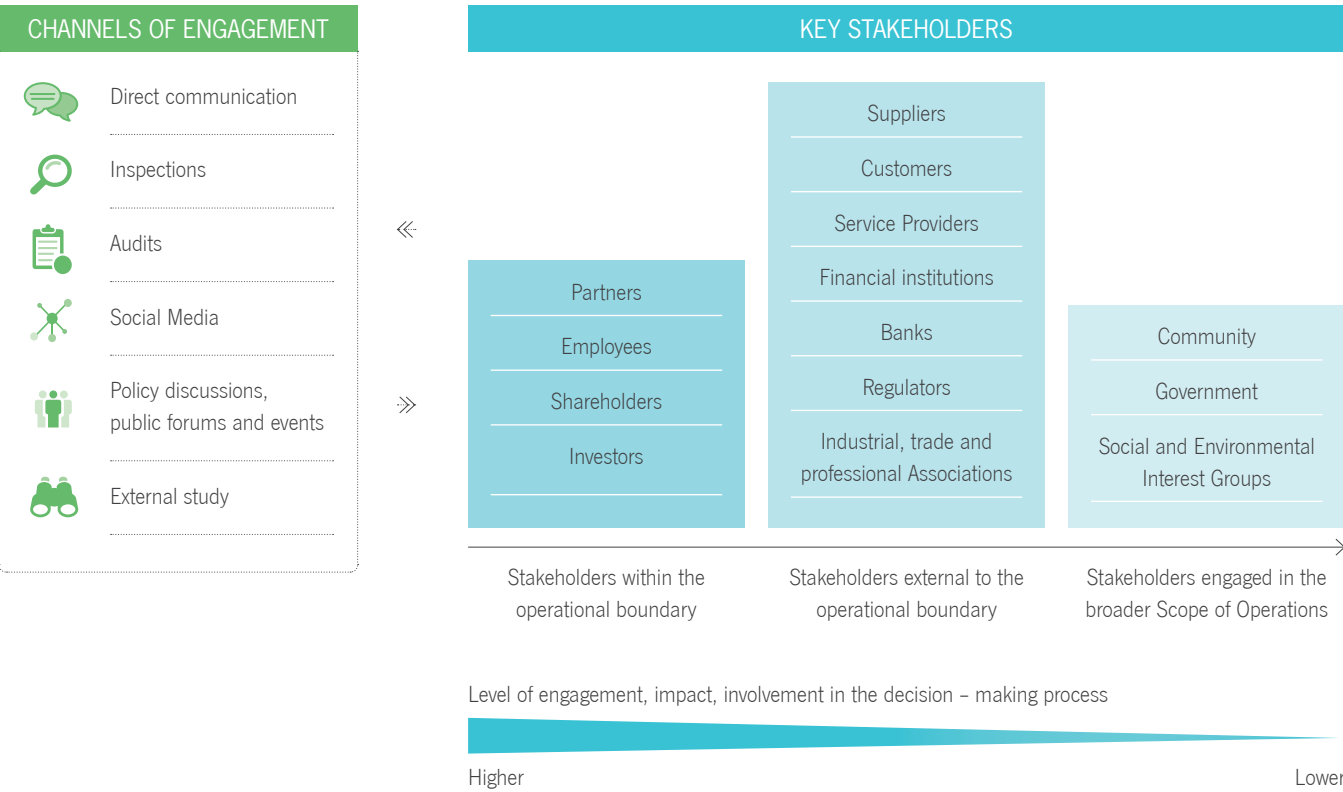 CHANNELS OF ENGAGEMENT
Direct communication
Inspections
Audits
Social Media
Policy discussions,
public forums and events
External study
KEY STAKEHOLDERS
Partners
Employees
Shareholders
Investors
Suppliers
Customers
Service Providers
Financial institutions
Banks
Regulators
Industrial, trade and
professional Associations
Community
Government
Social and Environmental
Interest Groups
Stakeholders within the
operational boundary
Stakeholders external to the
operational boundary
Stakeholders engaged in the
broader Scope of Operations
Level of engagement, impact, involvement in the decision – making process
Higher
Lower